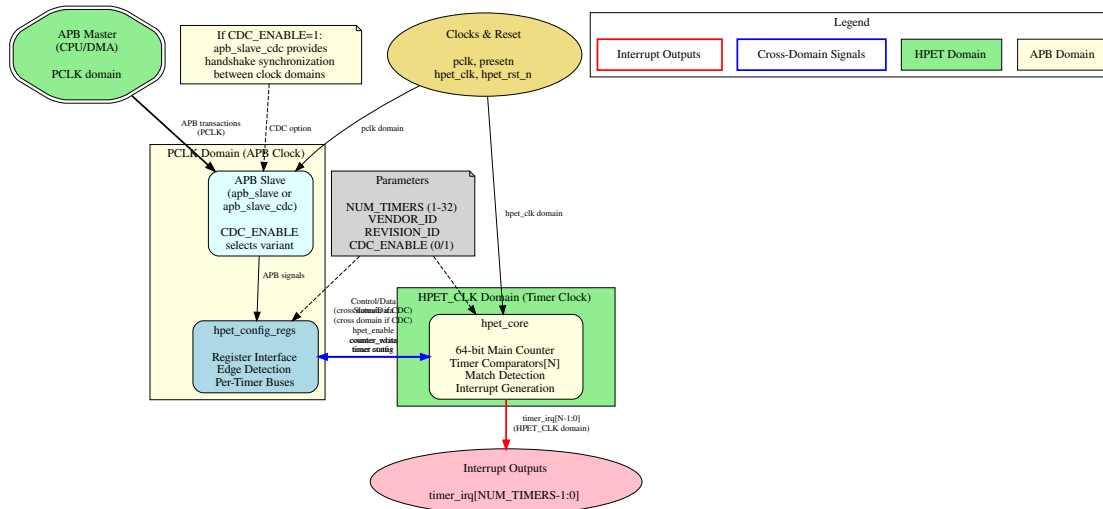 APB Master
(CPU/DMA)
PCLK domain
If CDC_ENABLE=1:
apb_slave_cdc provides
handshake synchronization
between clock domains
Clocks & Reset
pclk, presetn
hpet_clk, hpet_rst_n
Legend
Interrupt Outputs
Cross-Domain Signals
HPET Domain
APB Domain
APB transactions
(PCLK)
CDC option
pclk domain
PCLK Domain (APB Clock)
APB Slave
(apb_slave or
apb_slave_cdc)
CDC_ENABLE
selects variant
Parameters
NUM_TIMERS (1-32)
VENDOR_ID
REVISION_ID
CDC_ENABLE (0/1)
hpet_clk domain
APB signals
Control/Data
(cross domain if CDC)
hpet_enable
HPET_CLK Domain (Timer Clock)
hpet_config_regs
Register Interface
Edge Detection
Per-Timer Buses
hpet_core
64-bit Main Counter
Timer Comparators[N]
Match Detection
Interrupt Generation
timer_irq[N-1:0]
(HPET_CLK domain)
Interrupt Outputs
timer_irq[NUM_TIMERS-1:0]